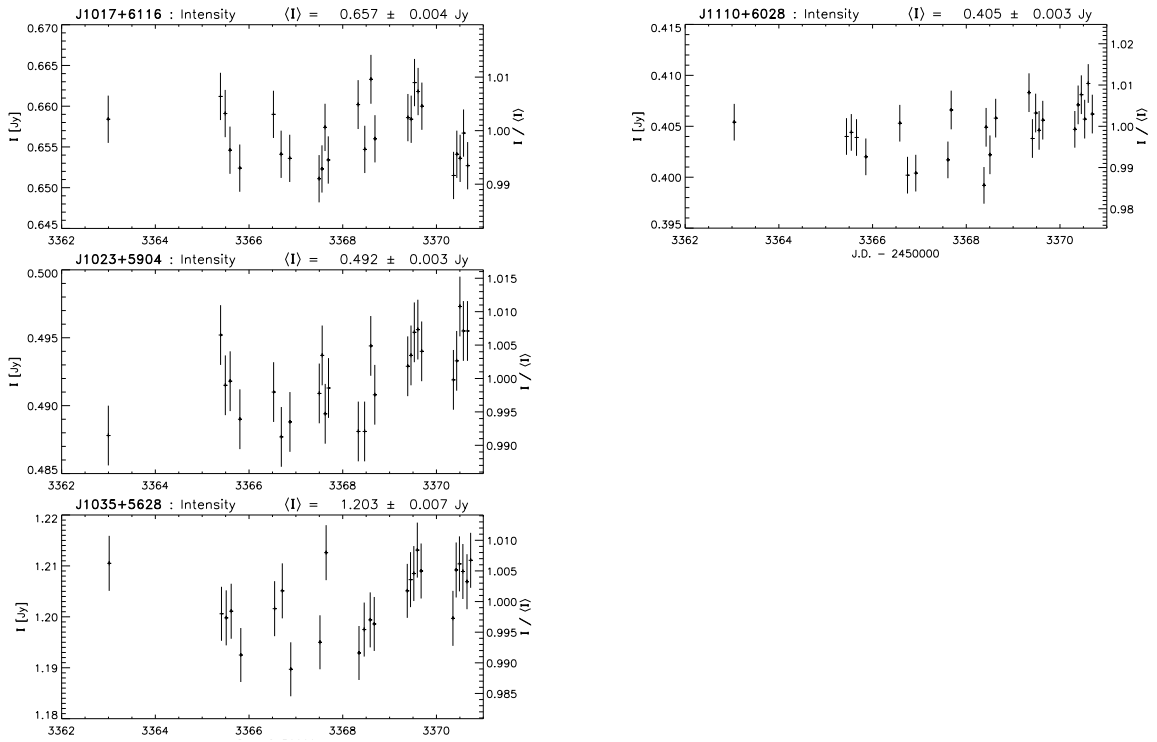 J1017+6116 : Intensity ⟨I⟩ = 0.657 ± 0.004 Jy
0.670
0.665
0.660
0.655
0.650
0.645
I [Jy]
1.01
1.00
0.99
I / ⟨I⟩
3362 3364 3366 3368 3370
J1023+5904 : Intensity ⟨I⟩ = 0.492 ± 0.003 Jy
0.500
0.495
0.490
0.485
I [Jy]
1.015
1.010
1.005
1.000
0.995
0.990
I / ⟨I⟩
3362 3364 3366 3368 3370
J1035+5628 : Intensity ⟨I⟩ = 1.203 ± 0.007 Jy
1.22
1.21
1.20
1.19
1.18
I [Jy]
1.010
1.005
1.000
0.995
0.990
0.985
I / ⟨I⟩
3362 3364 3366 3368 3370
J1110+6028 : Intensity ⟨I⟩ = 0.405 ± 0.003 Jy
0.415
0.410
0.405
0.400
0.395
I [Jy]
1.02
1.01
1.00
0.99
0.98
I / ⟨I⟩
3362 3364 3366 3368 3370
J.D. − 2450000